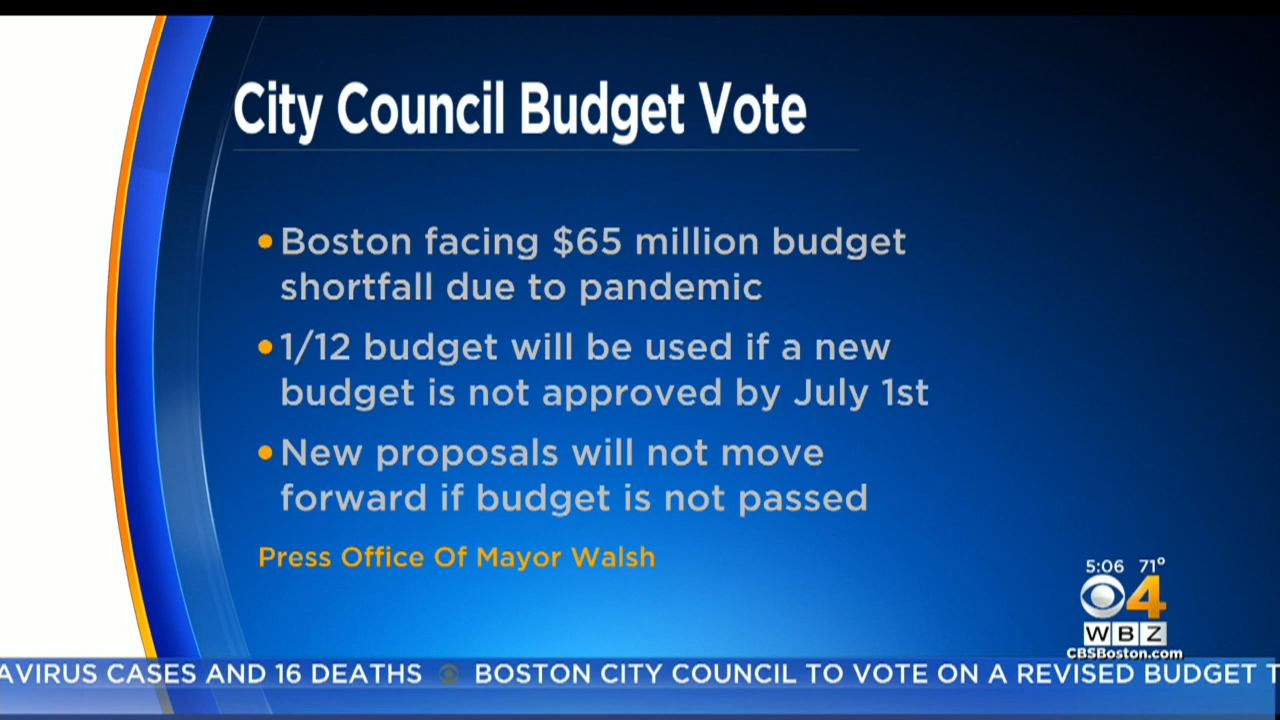 City Council Budget Vote
•Boston facing $65 million budget
shortfall due to pandemic
•1/12 budget will be used if a new
budget is not approved by July 1st
•New proposals will not move
forward if budget is not passed
Press Office Of Mayor Walsh
5:06 71°
4
WBZ
CBSBoston.com
AVIRUS CASES AND 16 DEATHS BOSTON CITY COUNCIL TO VOTE ON A REVISED BUDGET T